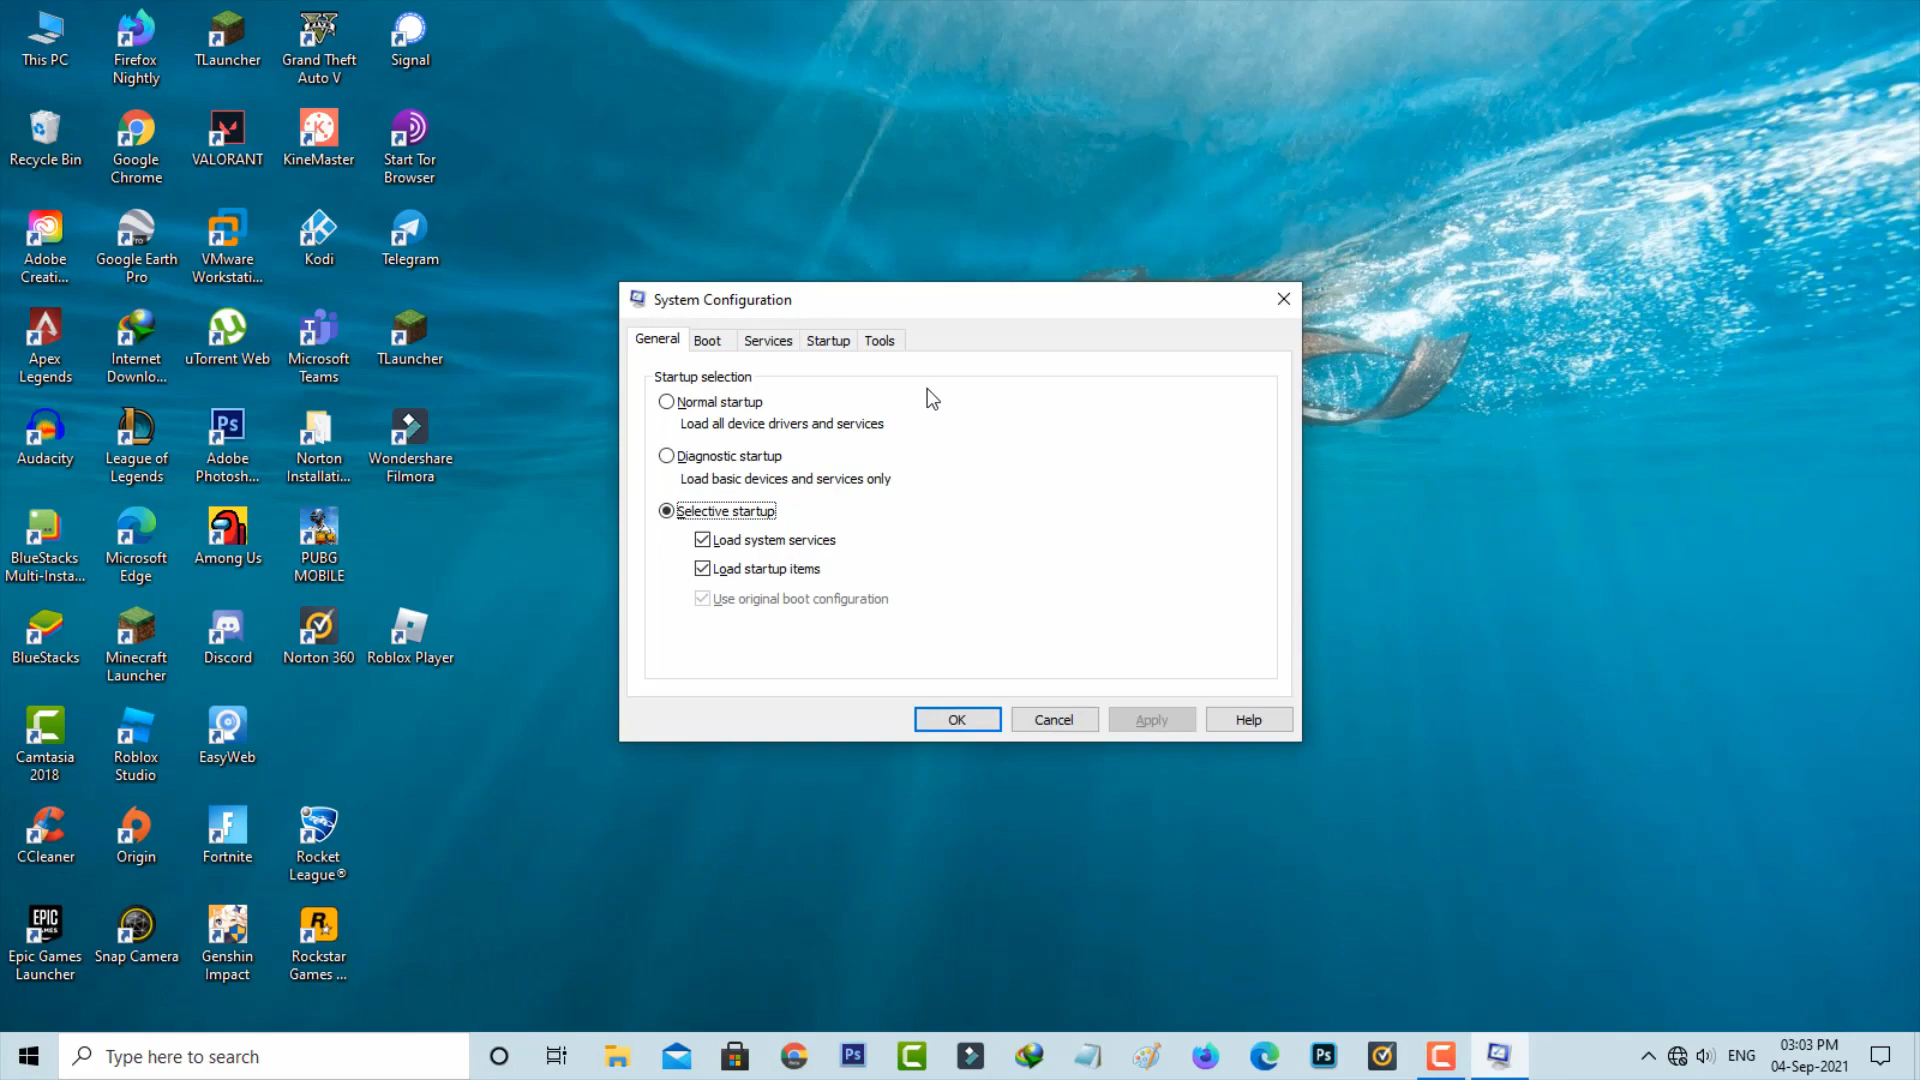 This PC
Firefox
Nightly
TLauncher
Grand Theft
Auto V
Signal
Recycle Bin
Google
Chrome
VALORANT
KineMaster
Start Tor
Browser
Adobe
Creati...
Google Earth
Pro
VMware
Workstati...
Kodi
Telegram
Apex
Legends
Internet
Downlo...
uTorrent Web
Microsoft
Teams
TLauncher
Audacity
League of
Legends
Adobe
Photosh...
Norton
Installati...
Wondershare
Filmora
BlueStacks
Multi-Insta...
Microsoft
Edge
Among Us
PUBG
MOBILE
BlueStacks
Minecraft
Launcher
Discord
Norton 360
Roblox Player
Camtasia
2018
Roblox
Studio
EasyWeb
CCleaner
Origin
Fortnite
Rocket
League®
Epic Games
Launcher
Snap Camera
Genshin
Impact
Rockstar
Games ...
System Configuration
General Boot Services Startup Tools
Startup selection
Normal startup
Load all device drivers and services
Diagnostic startup
Load basic devices and services only
Selective startup
Load system services
Load startup items
Use original boot configuration
OK Cancel Apply Help
Type here to search
ENG
03:03 PM
04-Sep-2021